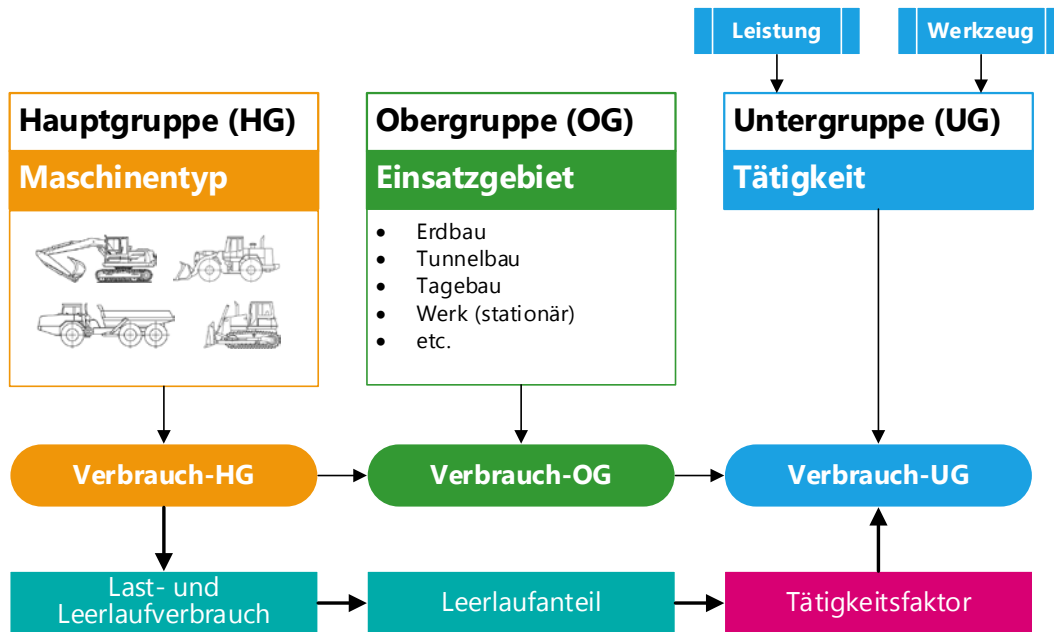 Leistung
Werkzeug
Hauptgruppe (HG)
Maschinentyp
Obergruppe (OG)
Einsatzgebiet
• Erdbau
• Tunnelbau
• Tagebau
• Werk (stationär)
• etc.
Untergruppe (UG)
Tätigkeit
Verbrauch-HG
Verbrauch-OG
Verbrauch-UG
Last- und
Leerlaufverbrauch
Leerlaufanteil
Tätigkeitsfaktor